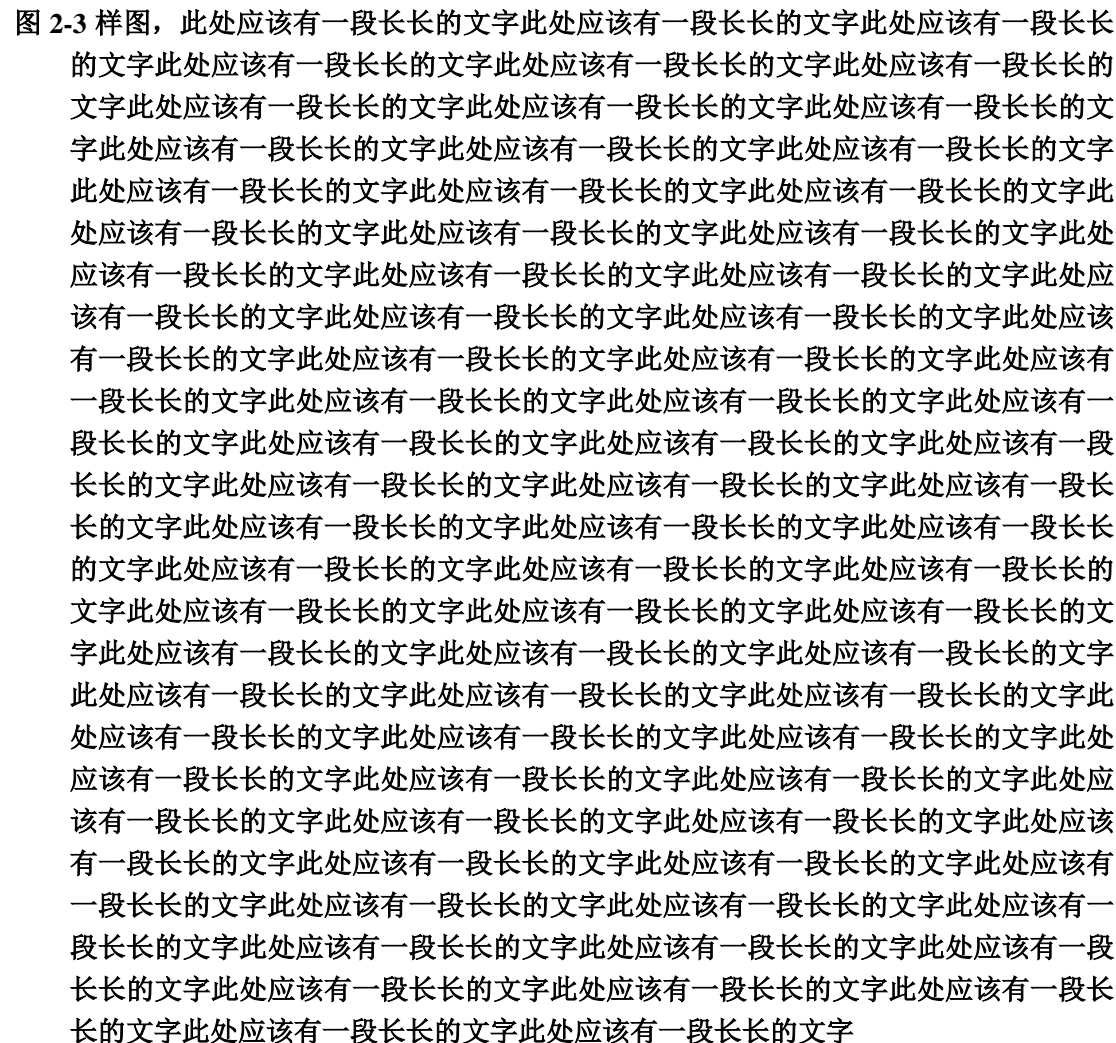 图 2-3 样图，此处应该有一段长长的文字此处应该有一段长长的文字此处应该有一段长长
的文字此处应该有一段长长的文字此处应该有一段长长的文字此处应该有一段长长的
文字此处应该有一段长长的文字此处应该有一段长长的文字此处应该有一段长长的文
字此处应该有一段长长的文字此处应该有一段长长的文字此处应该有一段长长的文字
此处应该有一段长长的文字此处应该有一段长长的文字此处应该有一段长长的文字此
处应该有一段长长的文字此处应该有一段长长的文字此处应该有一段长长的文字此处
应该有一段长长的文字此处应该有一段长长的文字此处应该有一段长长的文字此处应
该有一段长长的文字此处应该有一段长长的文字此处应该有一段长长的文字此处应该
有一段长长的文字此处应该有一段长长的文字此处应该有一段长长的文字此处应该有
一段长长的文字此处应该有一段长长的文字此处应该有一段长长的文字此处应该有一
段长长的文字此处应该有一段长长的文字此处应该有一段长长的文字此处应该有一段
长长的文字此处应该有一段长长的文字此处应该有一段长长的文字此处应该有一段长
长的文字此处应该有一段长长的文字此处应该有一段长长的文字此处应该有一段长长
的文字此处应该有一段长长的文字此处应该有一段长长的文字此处应该有一段长长的
文字此处应该有一段长长的文字此处应该有一段长长的文字此处应该有一段长长的文
字此处应该有一段长长的文字此处应该有一段长长的文字此处应该有一段长长的文字
此处应该有一段长长的文字此处应该有一段长长的文字此处应该有一段长长的文字此
处应该有一段长长的文字此处应该有一段长长的文字此处应该有一段长长的文字此处
应该有一段长长的文字此处应该有一段长长的文字此处应该有一段长长的文字此处应
该有一段长长的文字此处应该有一段长长的文字此处应该有一段长长的文字此处应该
有一段长长的文字此处应该有一段长长的文字此处应该有一段长长的文字此处应该有
一段长长的文字此处应该有一段长长的文字此处应该有一段长长的文字此处应该有一
段长长的文字此处应该有一段长长的文字此处应该有一段长长的文字此处应该有一段
长长的文字此处应该有一段长长的文字此处应该有一段长长的文字此处应该有一段长
长的文字此处应该有一段长长的文字此处应该有一段长长的文字